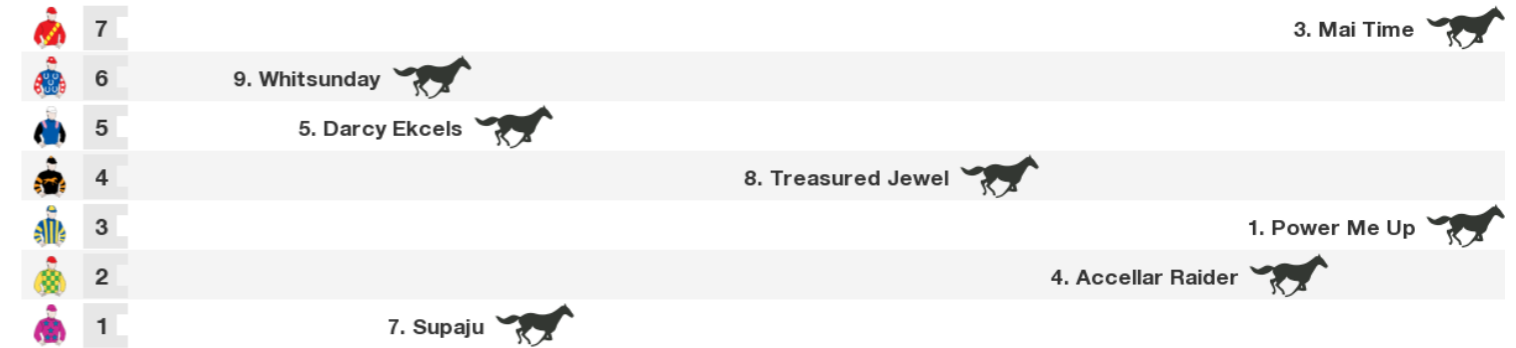 7 3. Mai Time
6 9. Whitsunday
5 5. Darcy Ekcels
4 8. Treasured Jewel
3 1. Power Me Up
2 4. Accellar Raider
1 7. Supaju